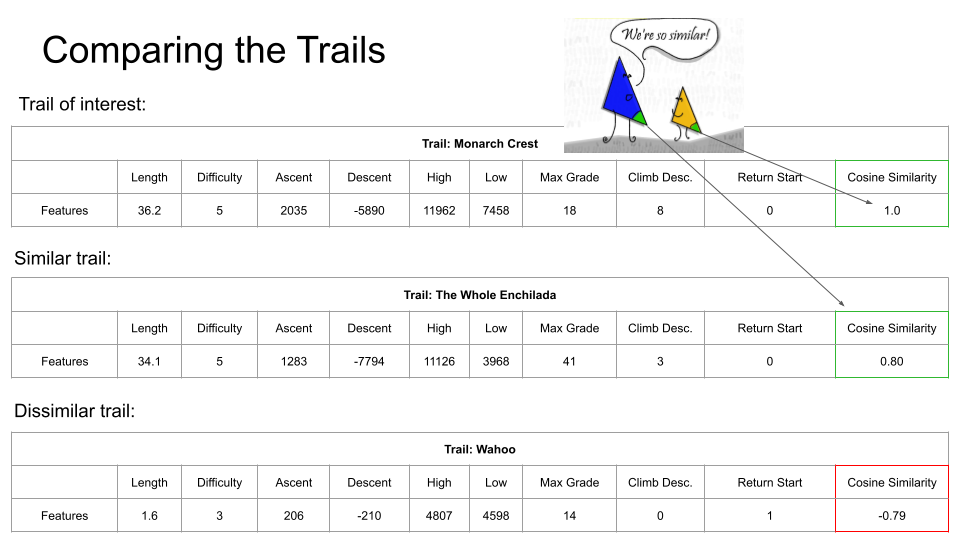 Comparing the Trails
We're so similar!
Trail of interest:
Trail: Monarch Crest
Length Difficulty Ascent Descent High Low Max Grade Climb Desc. Return Start Cosine Similarity
Features 36.2 5 2035 -5890 11962 7458 18 8 0 1.0
Similar trail:
Trail: The Whole Enchilada
Length Difficulty Ascent Descent High Low Max Grade Climb Desc. Return Start Cosine Similarity
Features 34.1 5 1283 -7794 11126 3968 41 3 0 0.80
Dissimilar trail:
Trail: Wahoo
Length Difficulty Ascent Descent High Low Max Grade Climb Desc. Return Start Cosine Similarity
Features 1.6 3 206 -210 4807 4598 14 0 1 -0.79